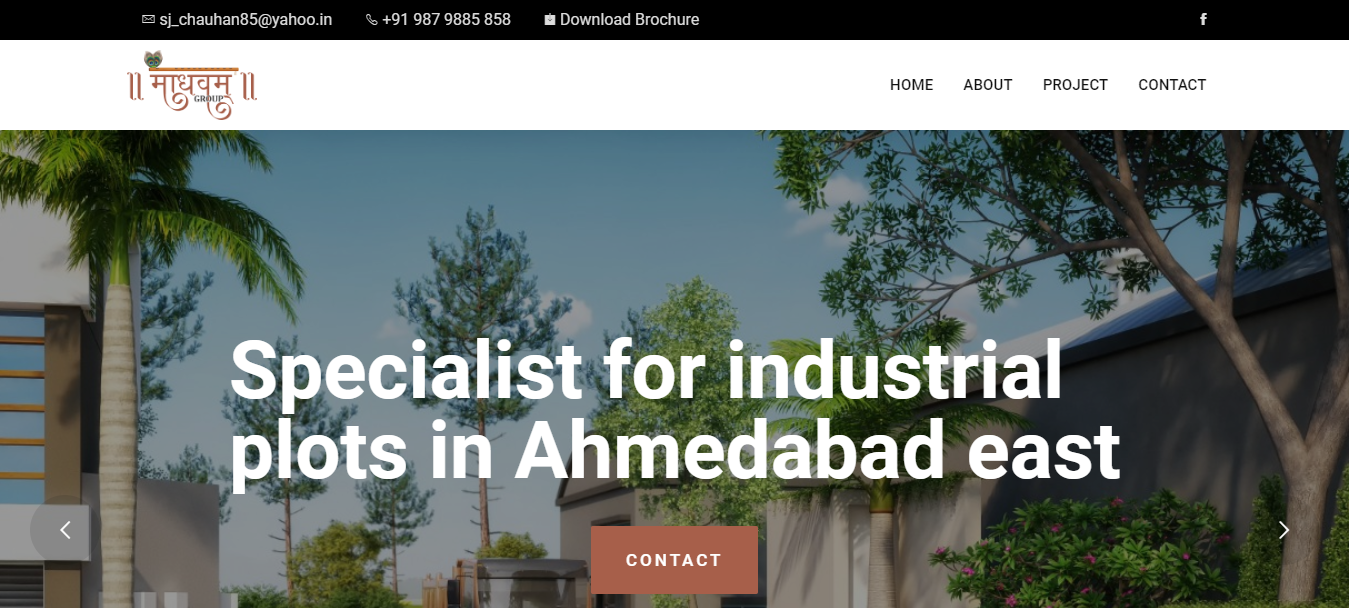 sj_chauhan85@yahoo.in +91 987 9885 858 Download Brochure f
॥ माधवम् ॥
GROUP
HOME ABOUT PROJECT CONTACT
Specialist for industrial
plots in Ahmedabad east
CONTACT